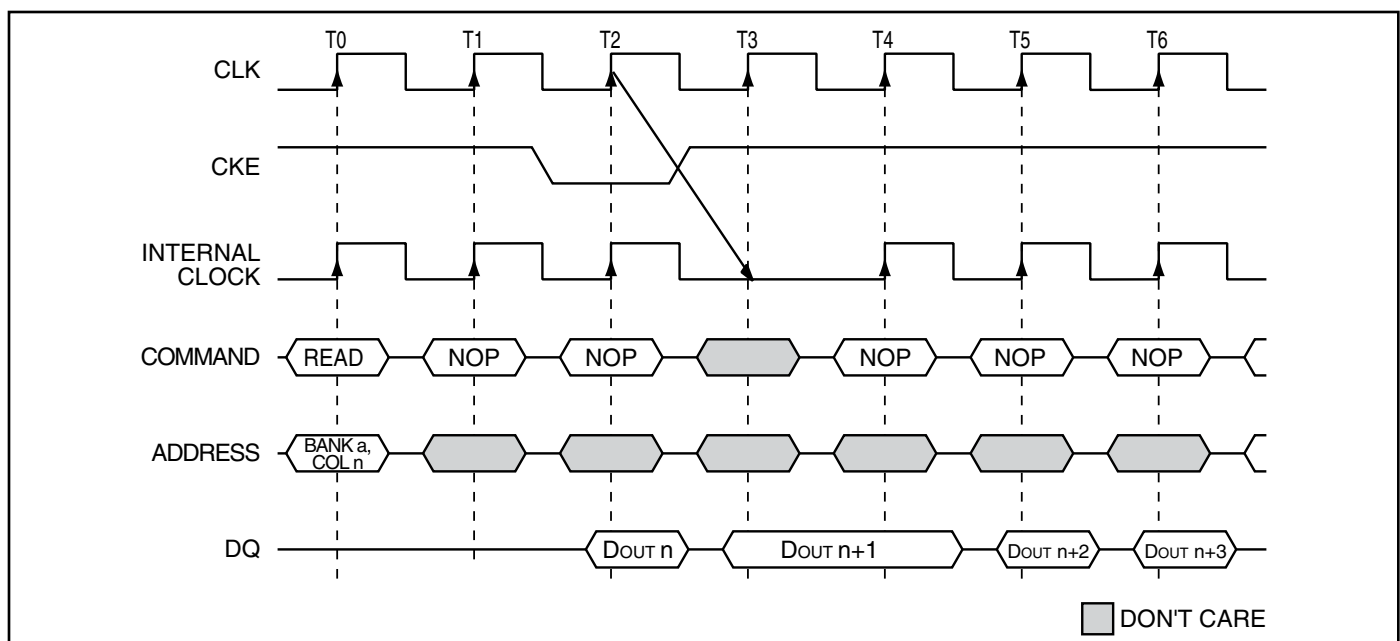 T0 T1 T2 T3 T4 T5 T6
CLK
CKE
INTERNAL
CLOCK
COMMAND READ NOP NOP NOP NOP NOP
ADDRESS BANK a,
COL n
DQ DOUT n DOUT n+1 DOUT n+2 DOUT n+3
DON'T CARE